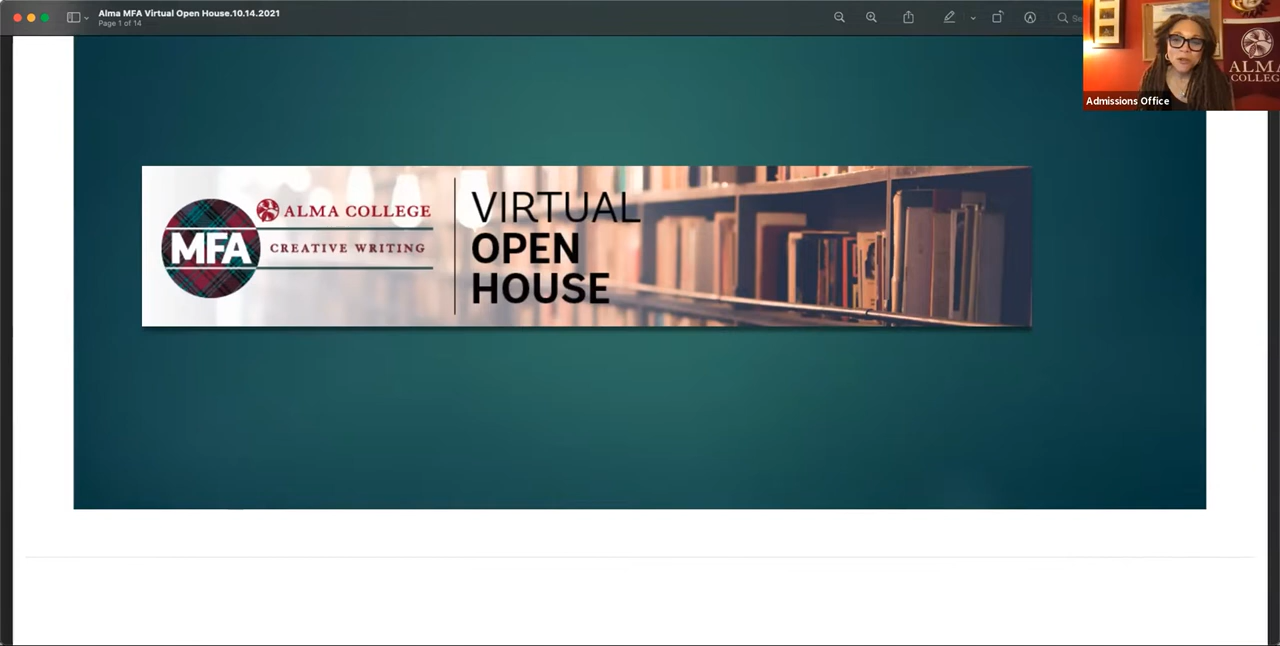 Alma MFA Virtual Open House.10.14.2021
Page 1 of 14
ALMA
COLLEGE
Admissions Office
MFA
ALMA COLLEGE
CREATIVE WRITING
VIRTUAL
OPEN
HOUSE